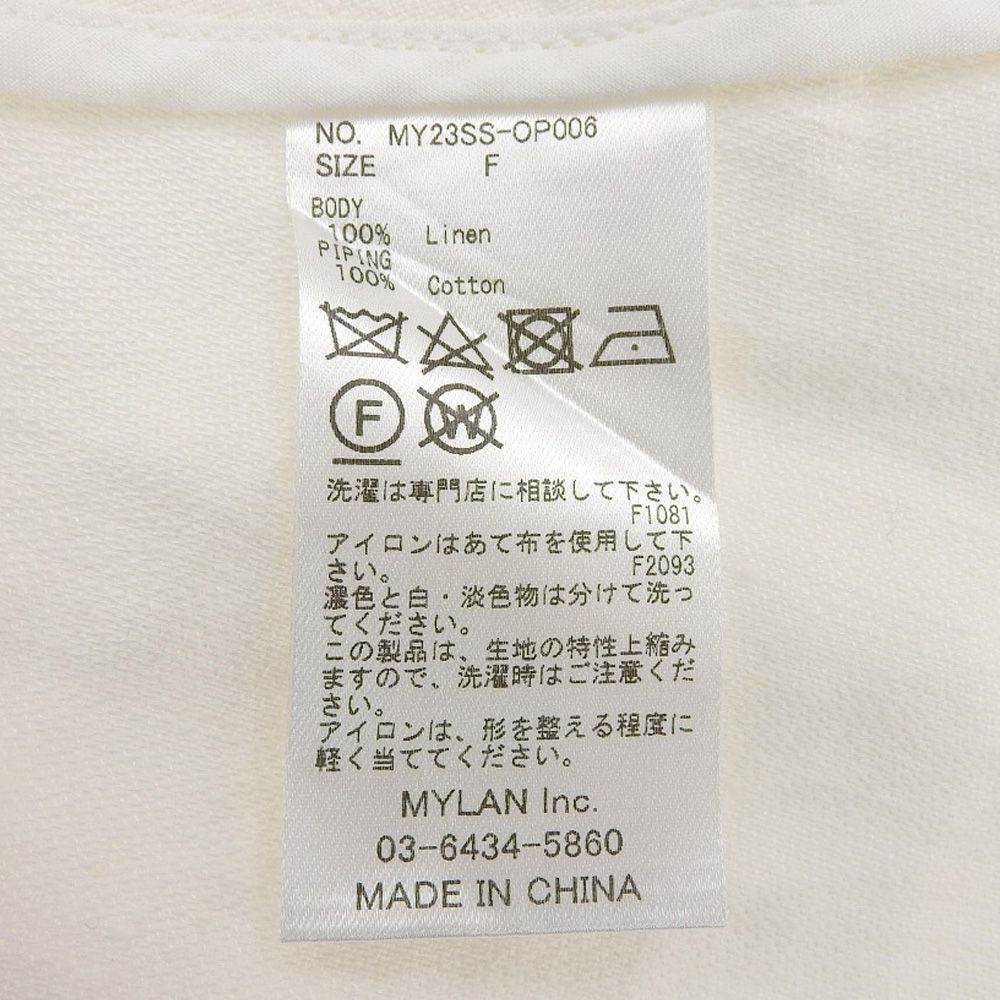 NO. MY23SS-OP006
SIZE F
BODY
100% Linen
PIPING
100% Cotton
F W
洗濯は専門店に相談して下さい。
F1081
アイロンはあて布を使用して下
さい。 F2093
濃色と白・淡色物は分けて洗っ
てください。
この製品は、生地の特性上縮み
ますので、洗濯時はご注意くだ
さい。
アイロンは、形を整える程度に
軽く当ててください。
MYLAN Inc.
03-6434-5860
MADE IN CHINA